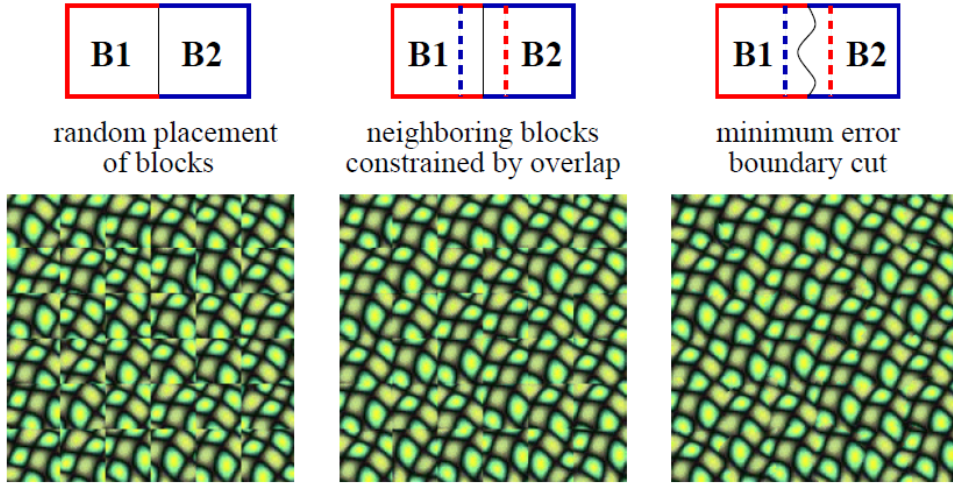 B1 B2
B1 B2
B1 B2
random placement
of blocks
neighboring blocks
constrained by overlap
minimum error
boundary cut